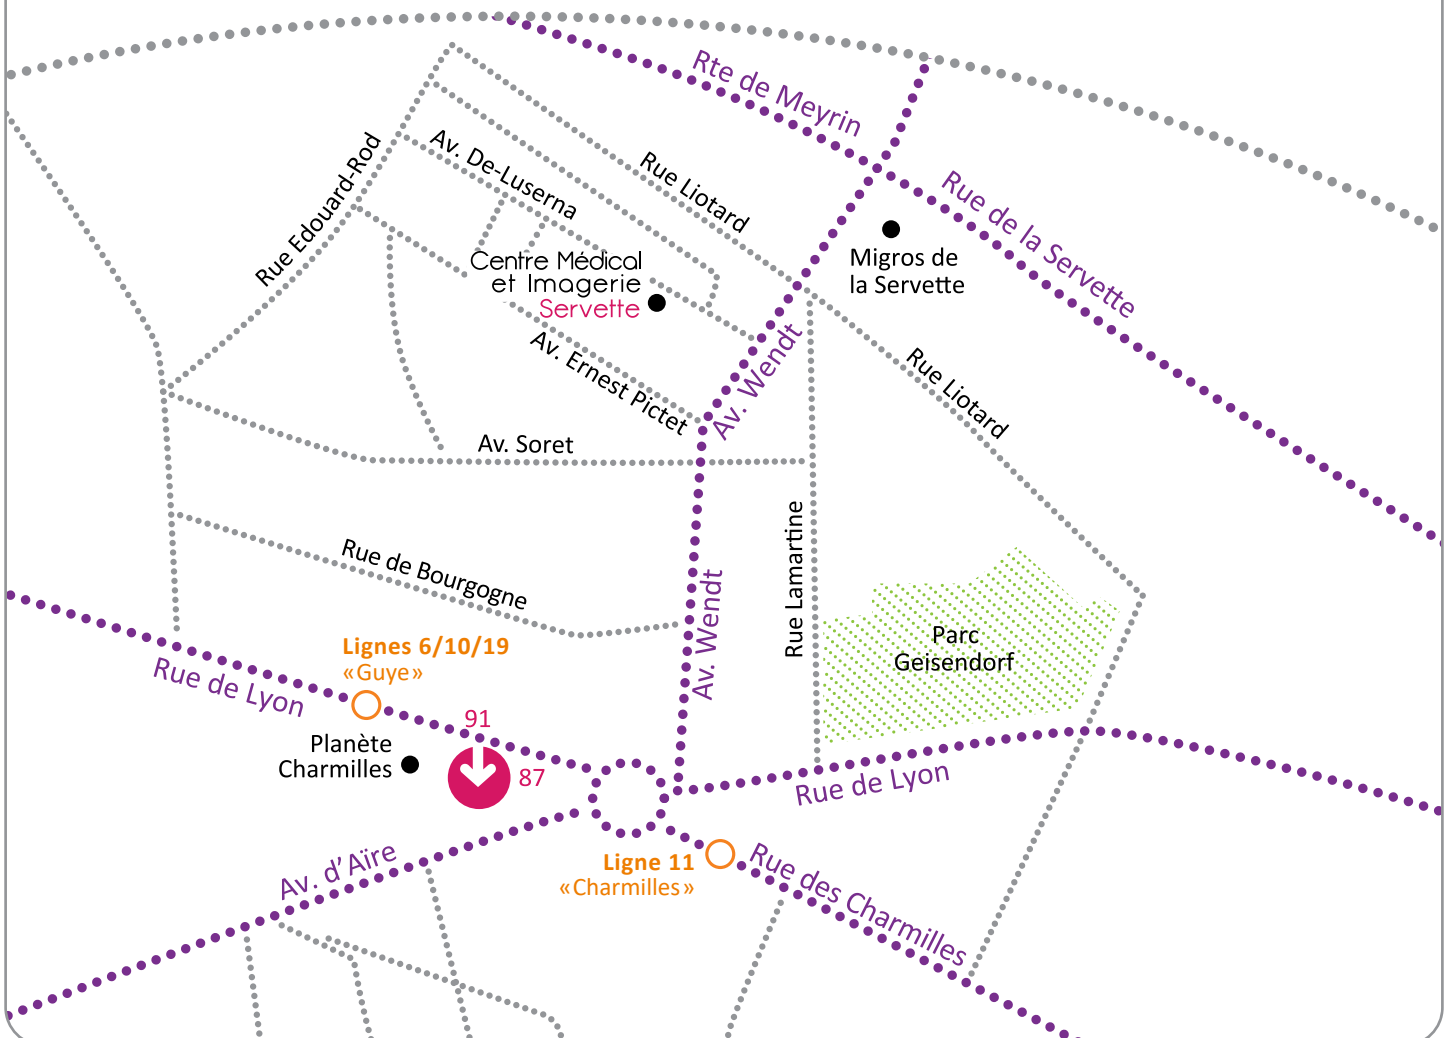 Rte de Meyrin
Rue Edouard-Rod
Av. De-Luserna
Rue Liotard
Rue de la Servette
Centre Médical
et Imagerie
Servette
Migros de
la Servette
Av. Ernest Pictet
Av. Wendt
Rue Liotard
Av. Soret
Rue Lamartine
Rue de Bourgogne
Av. Wendt
Parc
Geisendorf
Lignes 6/10/19
«Guye»
Rue de Lyon
91
Planète
Charmilles
87
Rue de Lyon
Av. d’Aïre
Ligne 11
«Charmilles»
Rue des Charmilles